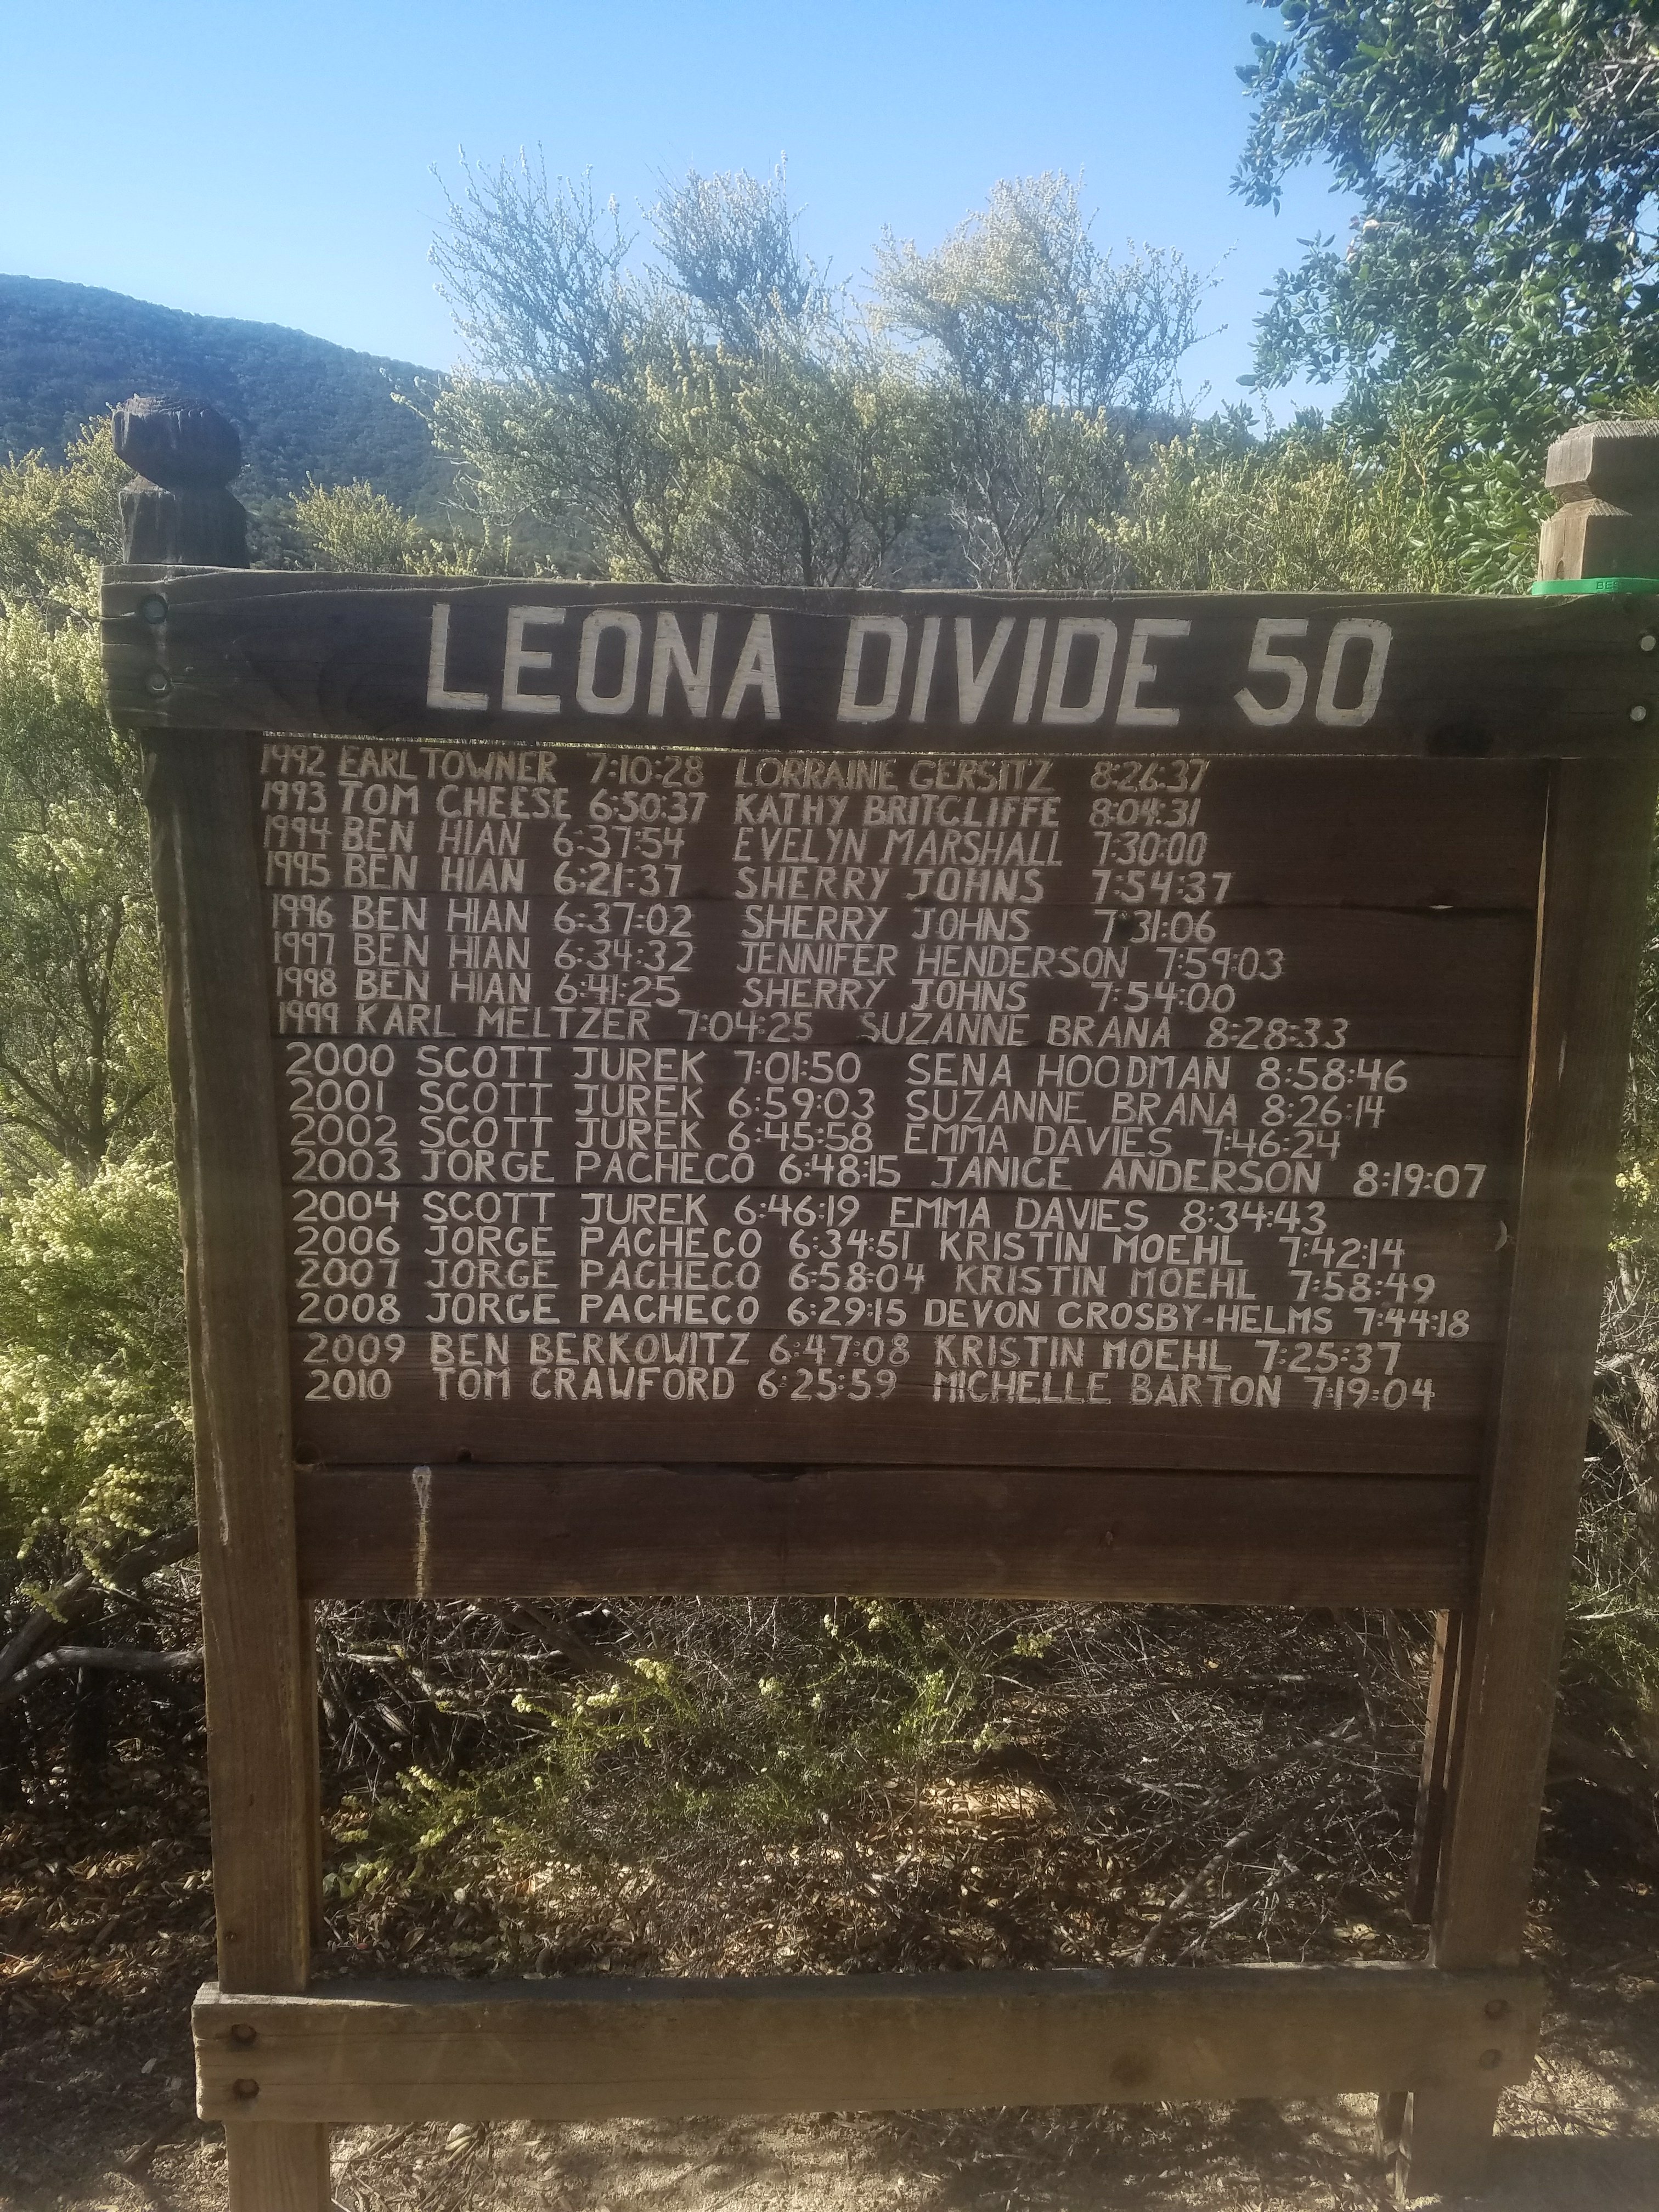 LEONA DIVIDE 50
BES
1992 EARL TOWNER 7:10:28 LORRAINE GERSITZ 8:26:37
1993 TOM CHEESE 6:50:37 KATHY BRITCLIFFE 8:04:31
1994 BEN HIAN 6:37:54 EVELYN MARSHALL 7:30:00
1995 BEN HIAN 6:21:37 SHERRY JOHNS 7:54:37
1996 BEN HIAN 6:37:02 SHERRY JOHNS 7:31:06
1997 BEN HIAN 6:34:32 JENNIFER HENDERSON 7:59:03
1998 BEN HIAN 6:41:25 SHERRY JOHNS 7:54:00
1999 KARL MELTZER 7:04:25 SUZANNE BRANA 8:28:33
2000 SCOTT JUREK 7:01:50 SENA HOODMAN 8:58:46
2001 SCOTT JUREK 6:59:03 SUZANNE BRANA 8:26:14
2002 SCOTT JUREK 6:45:58 EMMA DAVIES 7:46:24
2003 JORGE PACHECO 6:48:15 JANICE ANDERSON 8:19:07
2004 SCOTT JUREK 6:46:19 EMMA DAVIES 8:34:43
2006 JORGE PACHECO 6:34:51 KRISTIN MOEHL 7:42:14
2007 JORGE PACHECO 6:58:04 KRISTIN MOEHL 7:58:49
2008 JORGE PACHECO 6:29:15 DEVON CROSBY-HELMS 7:44:18
2009 BEN BERKOWITZ 6:47:08 KRISTIN MOEHL 7:25:37
2010 TOM CRAWFORD 6:25:59 MICHELLE BARTON 7:19:04